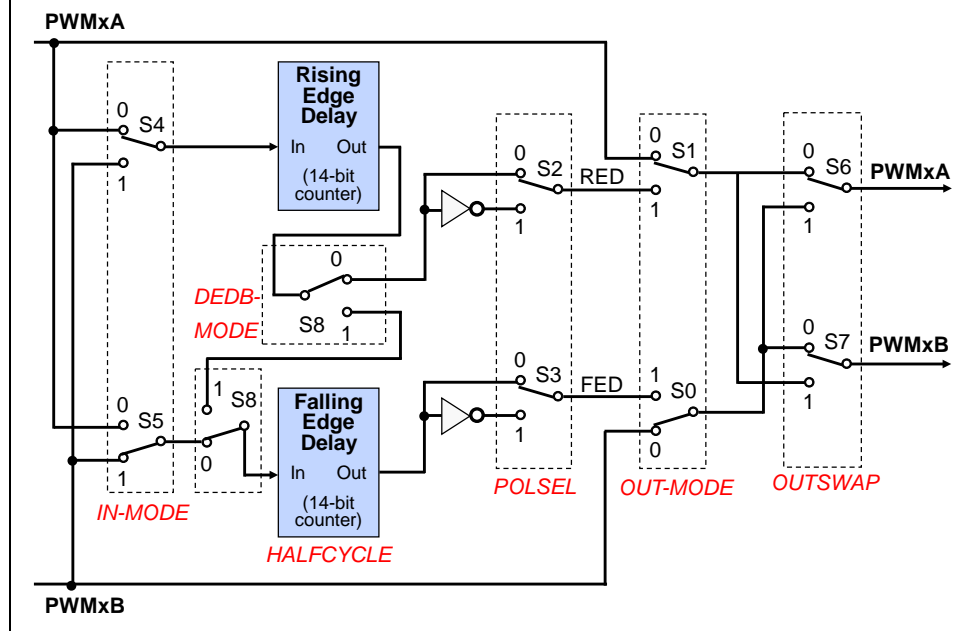 PWMxA
Rising
Edge
Delay
In Out
(14-bit
counter)
0
S4
1
0
S2
1
RED
0
S1
1
0
S6
1
PWMxA
DEDB-
MODE
0
S8
1
0
S5
1
IN-MODE
1
S8
0
Falling
Edge
Delay
In Out
(14-bit
counter)
HALFCYCLE
0
S3
1
FED
POLSEL
1
S0
0
OUT-MODE
0
S7
1
PWMxB
OUTSWAP
PWMxB